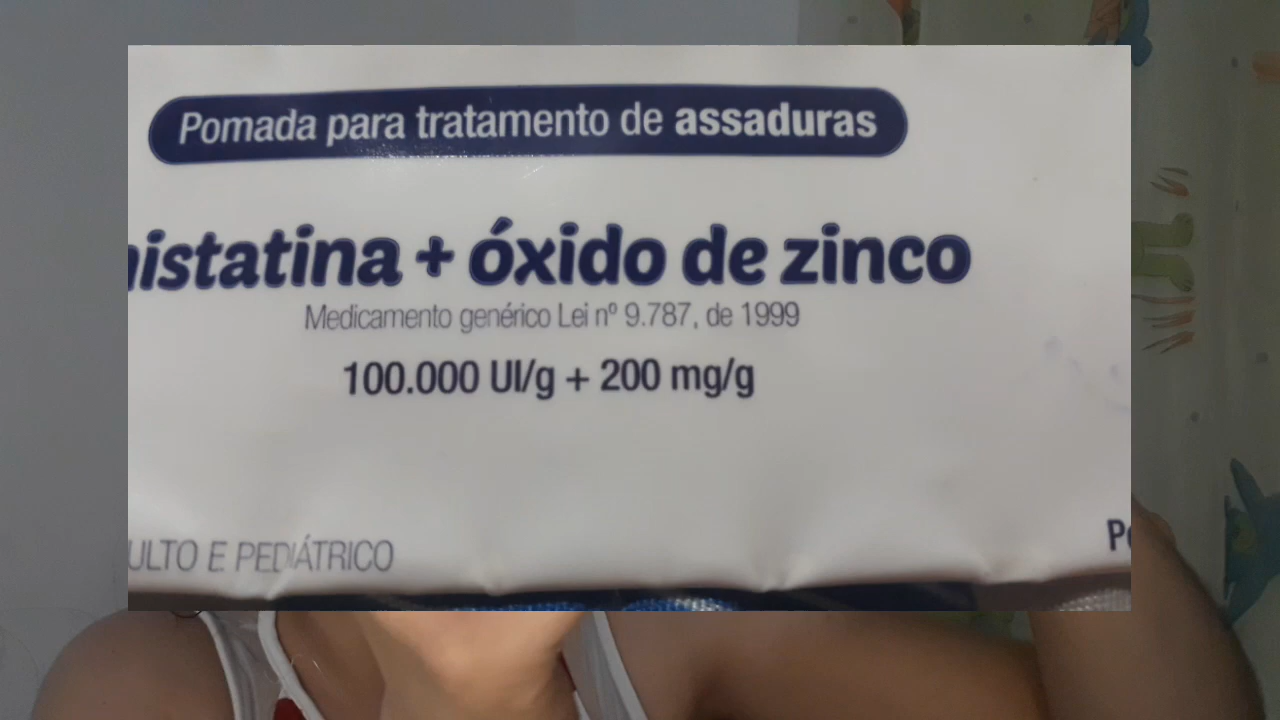 Pomada para tratamento de assaduras
nistatina + óxido de zinco
Medicamento genérico Lei nº 9.787, de 1999
100.000 UI/g + 200 mg/g
ULTO E PEDIÁTRICO